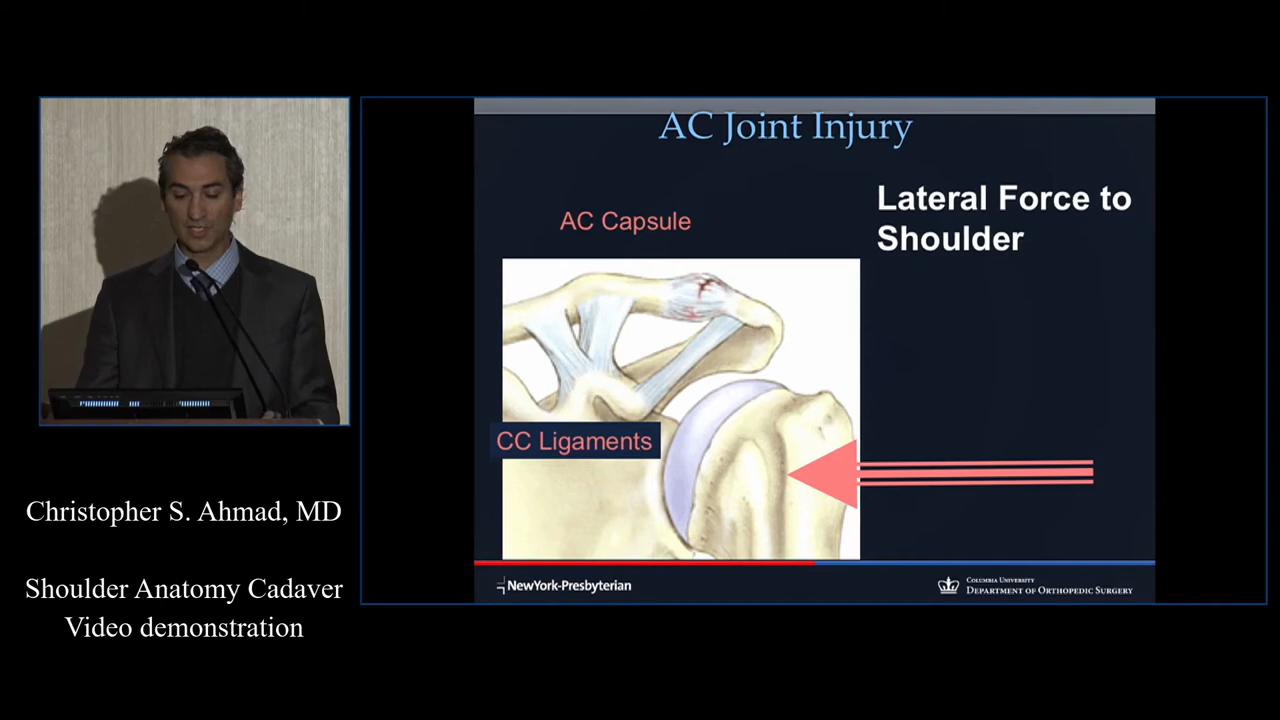 AC Joint Injury
Lateral Force to
Shoulder
AC Capsule
CC Ligaments
NewYork-Presbyterian
COLUMBIA UNIVERSITY
DEPARTMENT OF ORTHOPEDIC SURGERY
Christopher S. Ahmad, MD
Shoulder Anatomy Cadaver
Video demonstration